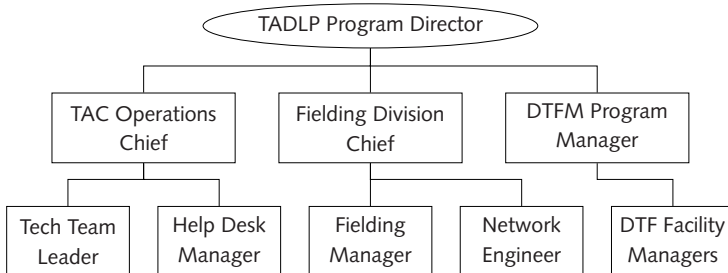 TADLP Program Director
TAC Operations
Chief
Fielding Division
Chief
DTFM Program
Manager
Tech Team
Leader
Help Desk
Manager
Fielding
Manager
Network
Engineer
DTF Facility
Managers